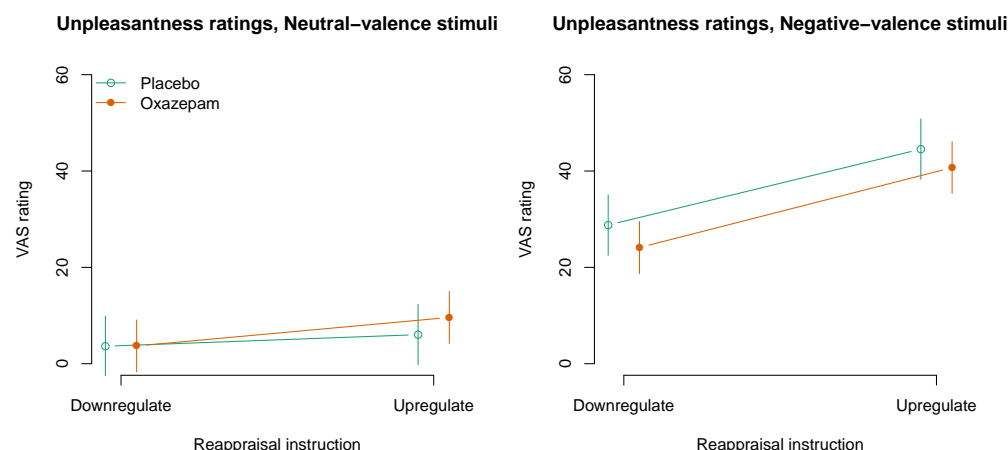 Unpleasantness ratings, Neutral−valence stimuli
60
40
20
0
VAS rating
Placebo
Oxazepam
Downregulate
Upregulate
Reappraisal instruction
Unpleasantness ratings, Negative−valence stimuli
60
40
20
0
VAS rating
Downregulate
Upregulate
Reappraisal instruction